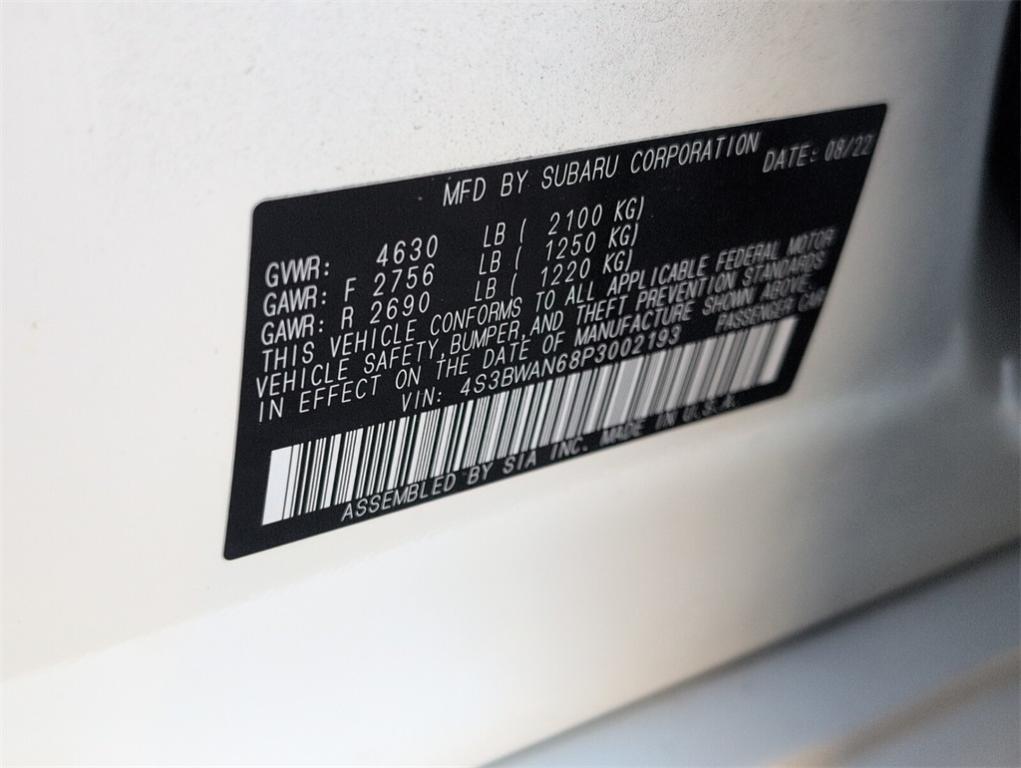 MFD BY SUBARU CORPORATION DATE: 08/22
GVWR: 4630 LB ( 2100 KG)
GAWR: F 2756 LB ( 1250 KG)
GAWR: R 2690 LB ( 1220 KG)
THIS VEHICLE CONFORMS TO ALL APPLICABLE FEDERAL MOTOR
VEHICLE SAFETY, BUMPER, AND THEFT PREVENTION STANDARDS
IN EFFECT ON THE DATE OF MANUFACTURE SHOWN ABOVE.
VIN: 4S3BWAN68P3002193 PASSENGER CAR
ASSEMBLED BY SIA INC. MADE IN U.S.A.